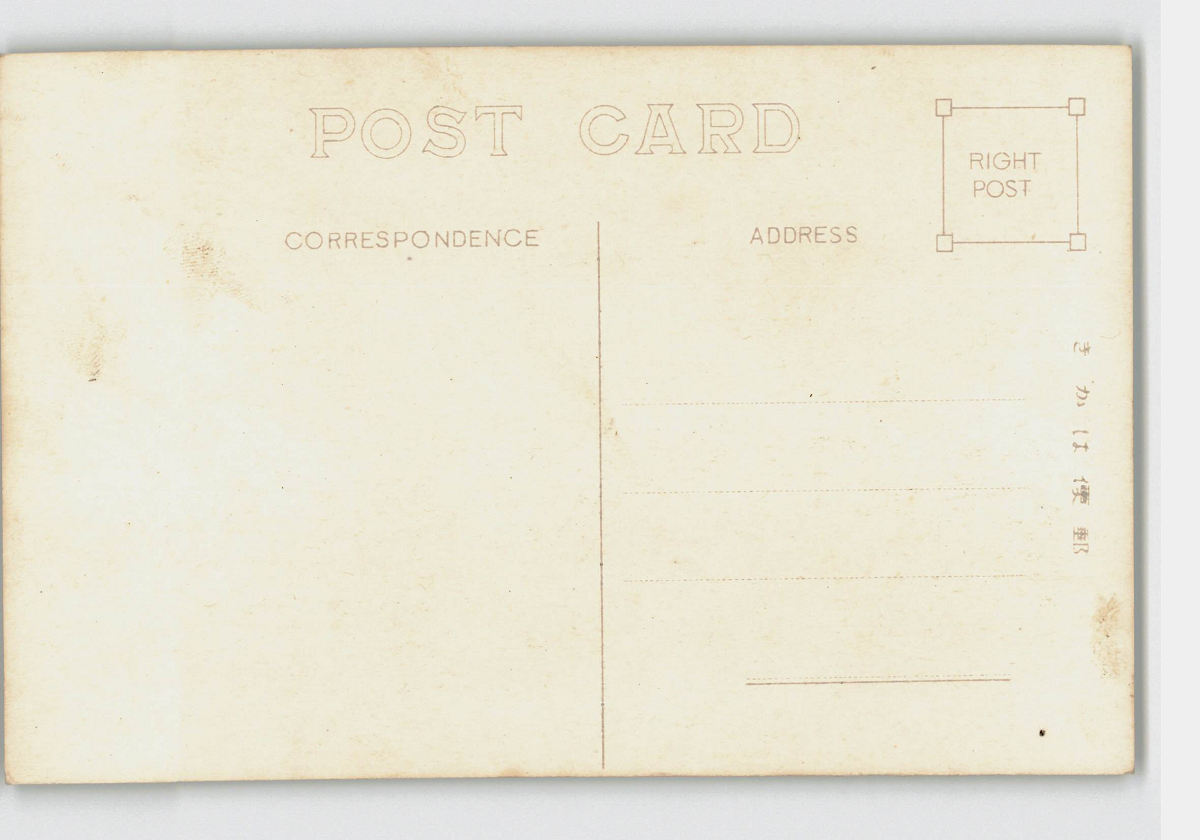 POST CARD
CORRESPONDENCE
ADDRESS
RIGHT
POST
郵便はかき